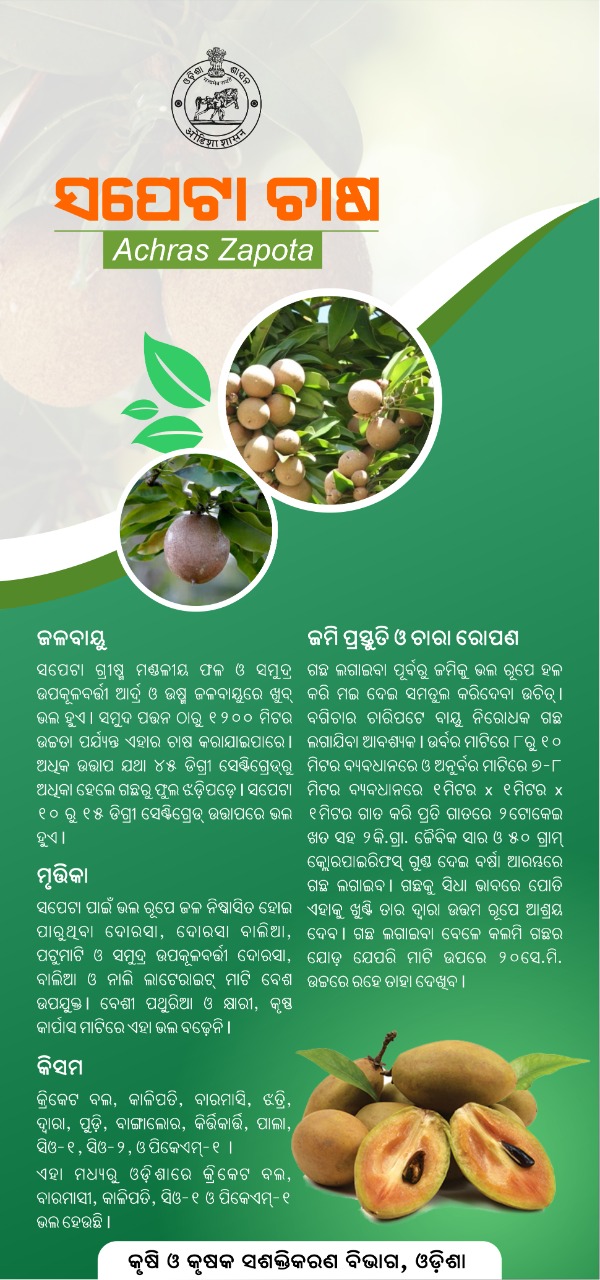 ଓଡ଼ିଶା ଶାସନ
ओडिशा शासन
ସପେଟା ଚାଷ
Achras Zapota
ଜଳବାୟୁ
ସପେଟା ଗ୍ରୀଷ୍ମ ମଣ୍ଡଳୀୟ ଫଳ ଓ ସମୁଦ୍ର
ଉପକୂଳବର୍ତ୍ତୀ ଆର୍ଦ୍ର ଓ ଉଷ୍ମ ଜଳବାୟୁରେ ଖୁବ୍
ଭଲ ହୁଏ। ସମୁଦ ପତ୍ତନ ଠାରୁ ୧୨୦୦ ମିଟର
ଉଚ୍ଚତା ପର୍ଯ୍ୟନ୍ତ ଏହାର ଚାଷ କରାଯାଇପାରେ।
ଅଧିକ ଉତ୍ତାପ ଯଥା ୪୫ ଡିଗ୍ରୀ ସେଣ୍ଟିଗ୍ରେଡ୍‌ରୁ
ଅଧିକା ହେଲେ ଗଛରୁ ଫୁଲ ଝଡ଼ିପଡ଼େ। ସପେଟା
୧୦ ରୁ ୧୫ ଡିଗ୍ରୀ ସେଣ୍ଟିଗ୍ରେଡ୍ ଉତ୍ତାପରେ ଭଲ
ହୁଏ।
ମୃତ୍ତିକା
ସପେଟା ପାଇଁ ଭଲ ରୂପେ ଜଳ ନିଷ୍ପାସିତ ହୋଇ
ପାରୁଥିବା ଦୋରସା, ଦୋରସା ବାଲିଆ,
ପଟୁମାଟି ଓ ସମୁଦ୍ର ଉପକୂଳବର୍ତ୍ତୀ ଦୋରସା,
ବାଲିଆ ଓ ନାଲି ଲାଟେରାଇଟ୍ ମାଟି ବେଶ
ଉପଯୁକ୍ତ। ବେଶୀ ପଥୁରିଆ ଓ କ୍ଷାରୀ, କୃଷ୍ଣ
କାର୍ପାସ ମାଟିରେ ଏହା ଭଲ ବଢ଼େନି।
କିସମ
କ୍ରିକେଟ ବଲ, କାଳିପତି, ବାରମାସି, ଝତ୍ରି,
ଦ୍ୱାରା, ପୁଡ଼ି, ବାଙ୍ଗାଲୋର, କିର୍ତ୍ତିକାର୍ତ୍ତି, ପାଳା,
ସିଓ-୧, ସିଓ-୨, ଓ ପିକେଏମ୍-୧ ।
ଏହା ମଧ୍ୟରୁ ଓଡ଼ିଶାରେ କ୍ରିକେଟ ବଲ,
ବାରମାସୀ, କାଳିପତି, ସିଓ-୧ ଓ ପିକେଏମ୍-୧
ଭଲ ହେଉଛି।
ଜମି ପ୍ରସ୍ତୁତି ଓ ଚାରା ରୋପଣ
ଗଛ ଲଗାଇବା ପୂର୍ବରୁ ଜମିକୁ ଭଲ ରୂପେ ହଳ
କରି ମଇ ଦେଇ ସମତୁଲ କରିଦେବା ଉଚିତ୍।
ବଗିଚାର ଚାରିପଟେ ବାୟୁ ନିରୋଧକ ଗଛ
ଲଗାଯିବା ଆବଶ୍ୟକ। ଉର୍ବର ମାଟିରେ ୮ରୁ ୧୦
ମିଟର ବ୍ୟବଧାନରେ ଓ ଅନୁର୍ବର ମାଟିରେ ୭-୮
ମିଟର ବ୍ୟବଧାନରେ ୧ମିଟର x ୧ମିଟର x
୧ମିଟର ଗାତ କରି ପ୍ରତି ଗାତରେ ୨ଟୋକେଇ
ଖତ ସହ ୨କି.ଗ୍ରା. ଜୈବିକ ସାର ଓ ୫୦ ଗ୍ରାମ୍
କ୍ଲୋରପାଇରିଫସ୍ ଗୁଣ୍ଡ ଦେଇ ବର୍ଷା ଆରମ୍ଭରେ
ଗଛ ଲଗାଇବ। ଗଛକୁ ସିଧା ଭାବରେ ପୋତି
ଏହାକୁ ଖୁଣ୍ଟି ତାର ଦ୍ୱାରା ଉତ୍ତମ ରୂପେ ଆଶ୍ରୟ
ଦେବ। ଗଛ ଲଗାଇବା ବେଳେ କଲମି ଗଛର
ଯୋଡ଼ ଯେପରି ମାଟି ଉପରେ ୨୦ସେ.ମି.
ଉଚ୍ଚରେ ରହେ ତାହା ଦେଖିବ।
କୃଷି ଓ କୃଷକ ସଶକ୍ତିକରଣ ବିଭାଗ, ଓଡ଼ିଶା